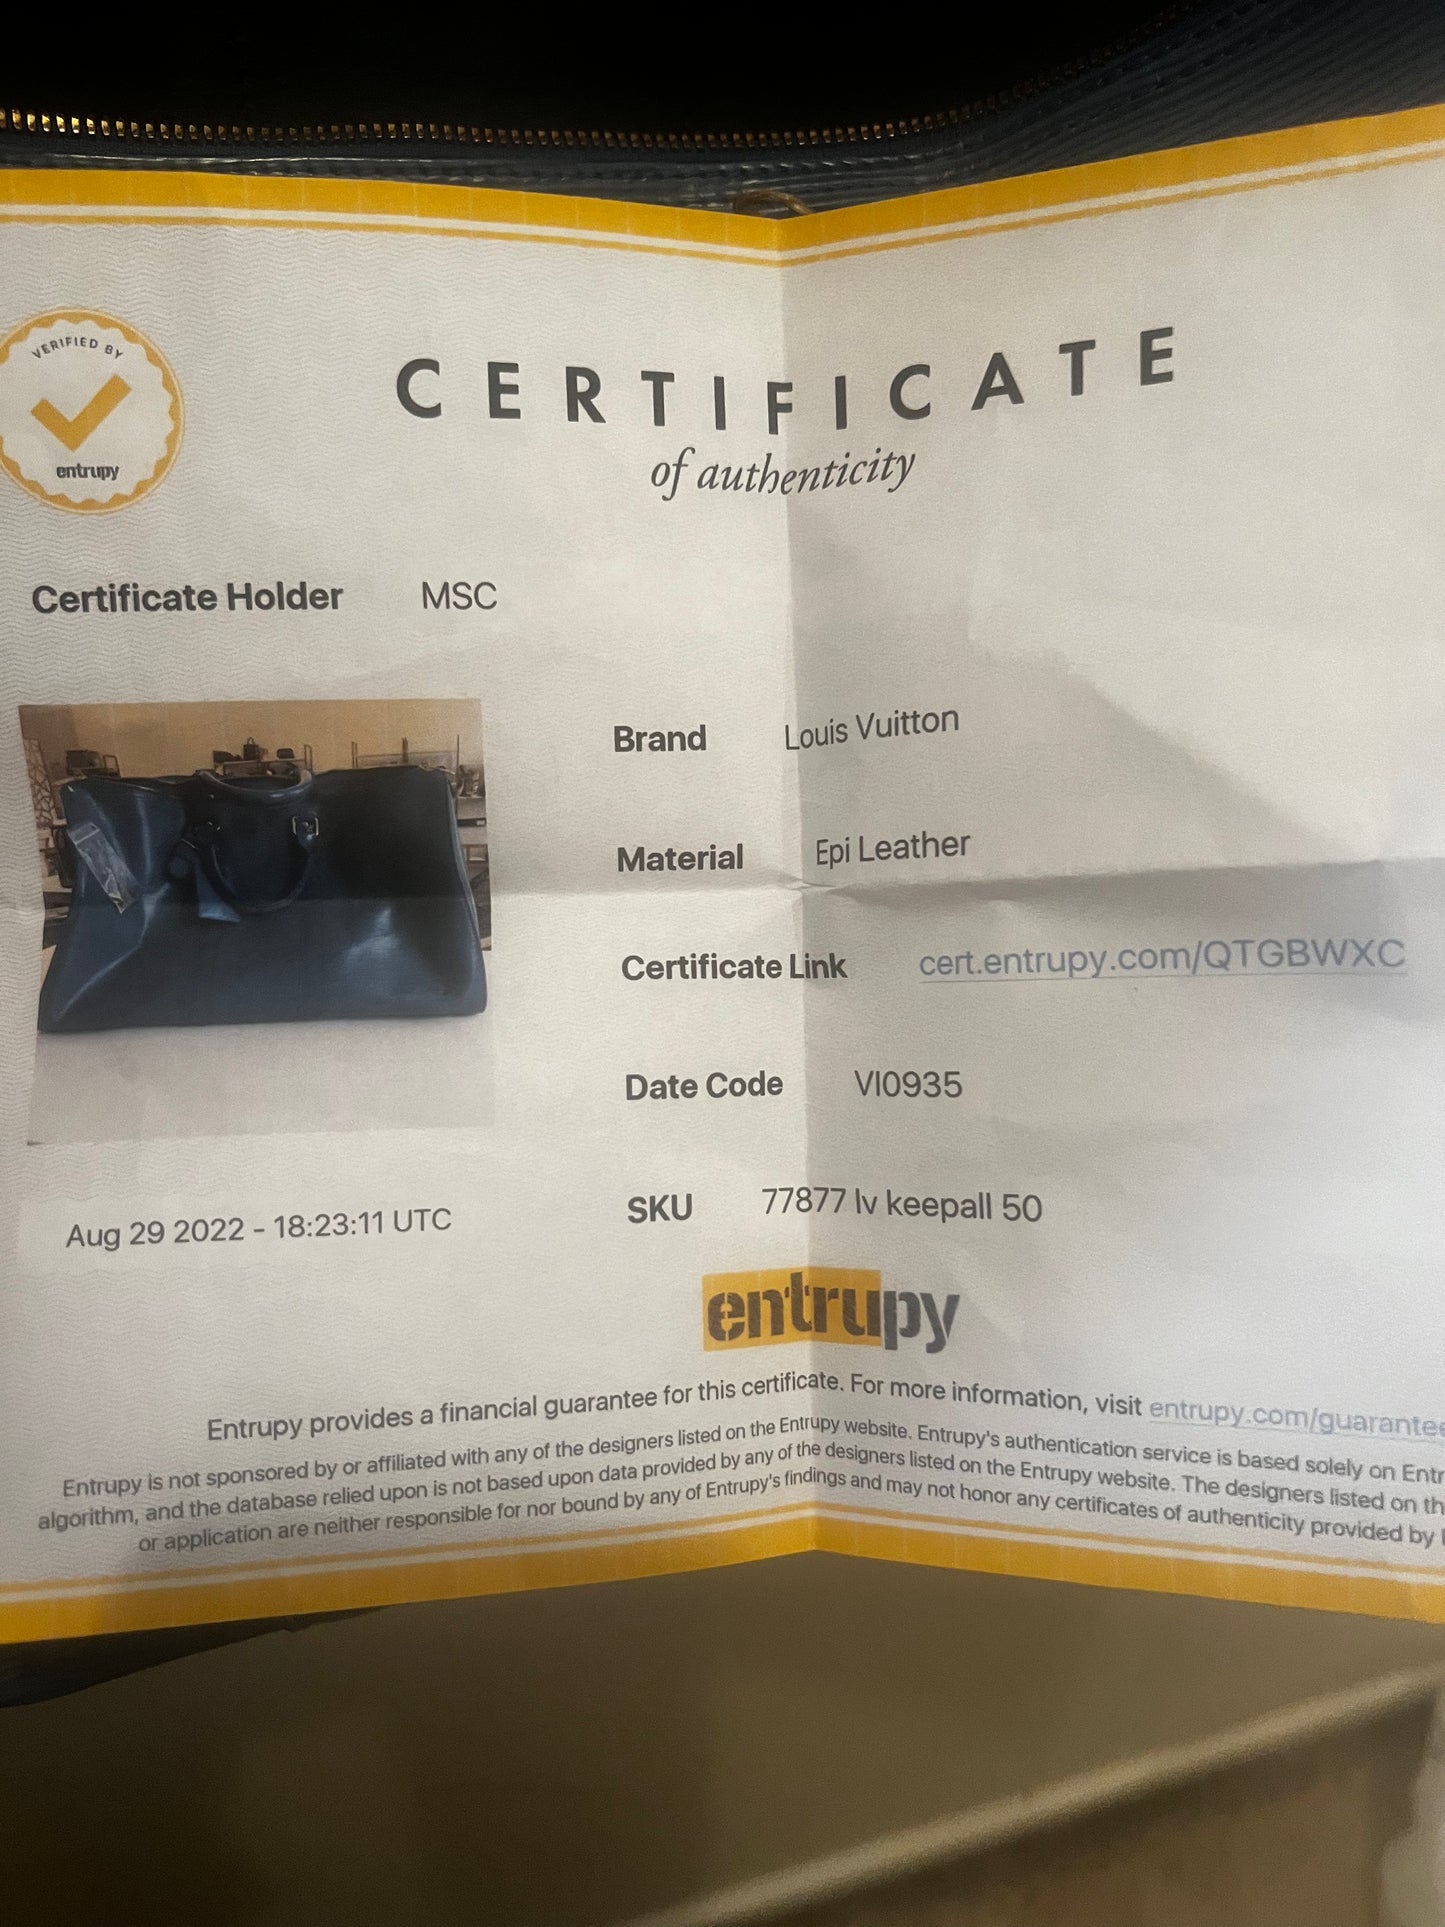 VERIFIED BY
entrupy
CERTIFICATE
of authenticity
Certificate Holder MSC
Brand Louis Vuitton
Material Epi Leather
Certificate Link cert.entrupy.com/QTGBWXC
Date Code VI0935
SKU 77877 lv keepall 50
Aug 29 2022 - 18:23:11 UTC
entrupy
Entrupy provides a financial guarantee for this certificate. For more information, visit entrupy.com/guarantee
Entrupy is not sponsored by or affiliated with any of the designers listed on the Entrupy website. Entrupy's authentication service is based solely on Entr
algorithm, and the database relied upon is not based upon data provided by any of the designers listed on the Entrupy website. The designers listed on th
or application are neither responsible for nor bound by any of Entrupy's findings and may not honor any certificates of authenticity provided by